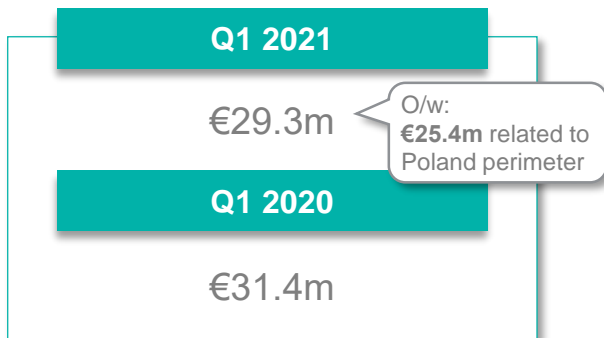 Q1 2021
€29.3m
O/w:
€25.4m related to
Poland perimeter
Q1 2020
€31.4m